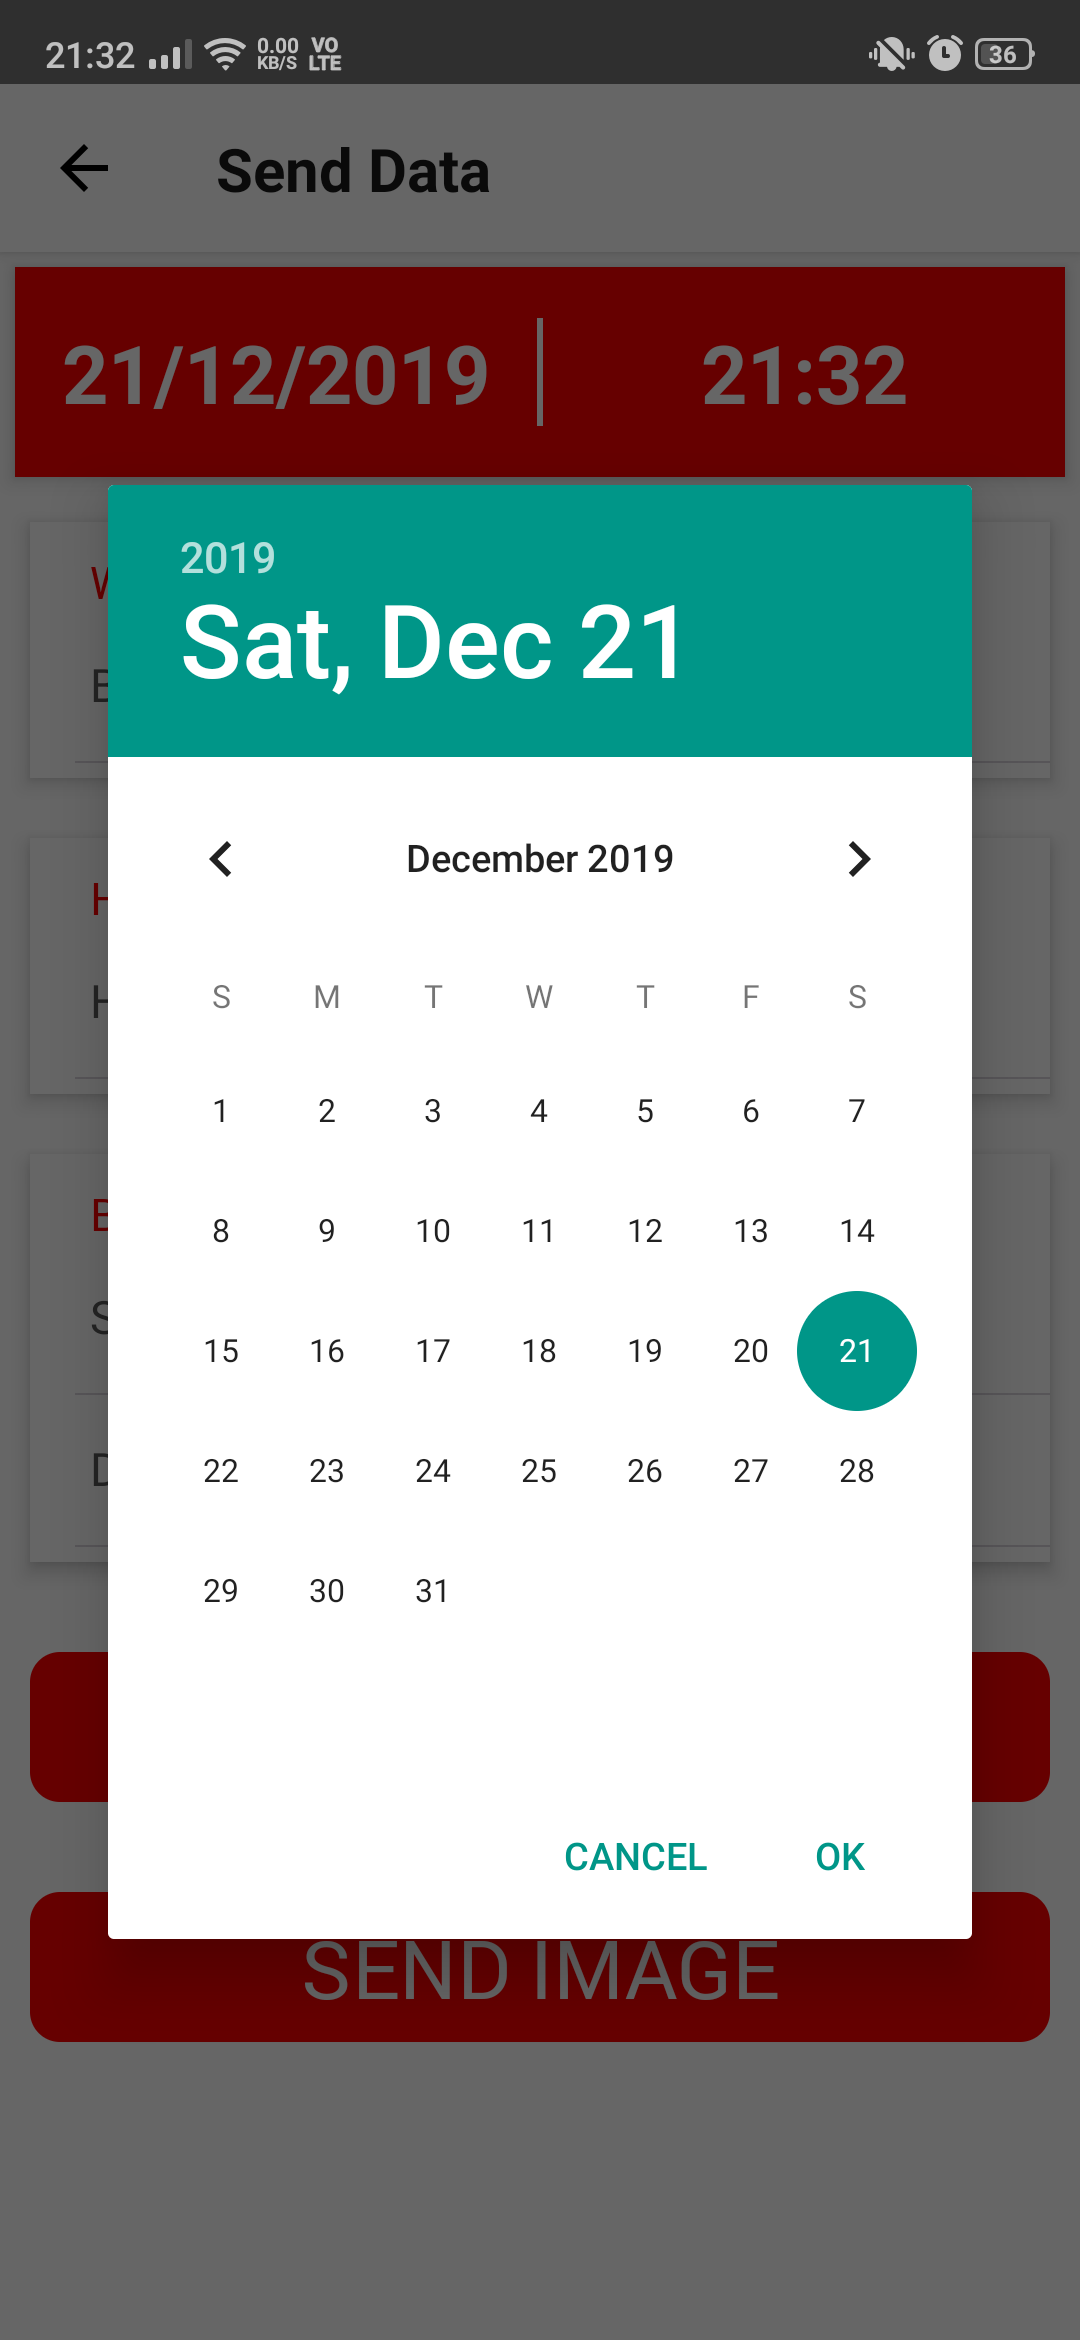 21:32 0.00 KB/S VO LTE 36
Send Data
21/12/2019 21:32
2019
Sat, Dec 21
December 2019
S M T W T F S
1 2 3 4 5 6 7
8 9 10 11 12 13 14
15 16 17 18 19 20 21
22 23 24 25 26 27 28
29 30 31
CANCEL OK
SEND IMAGE